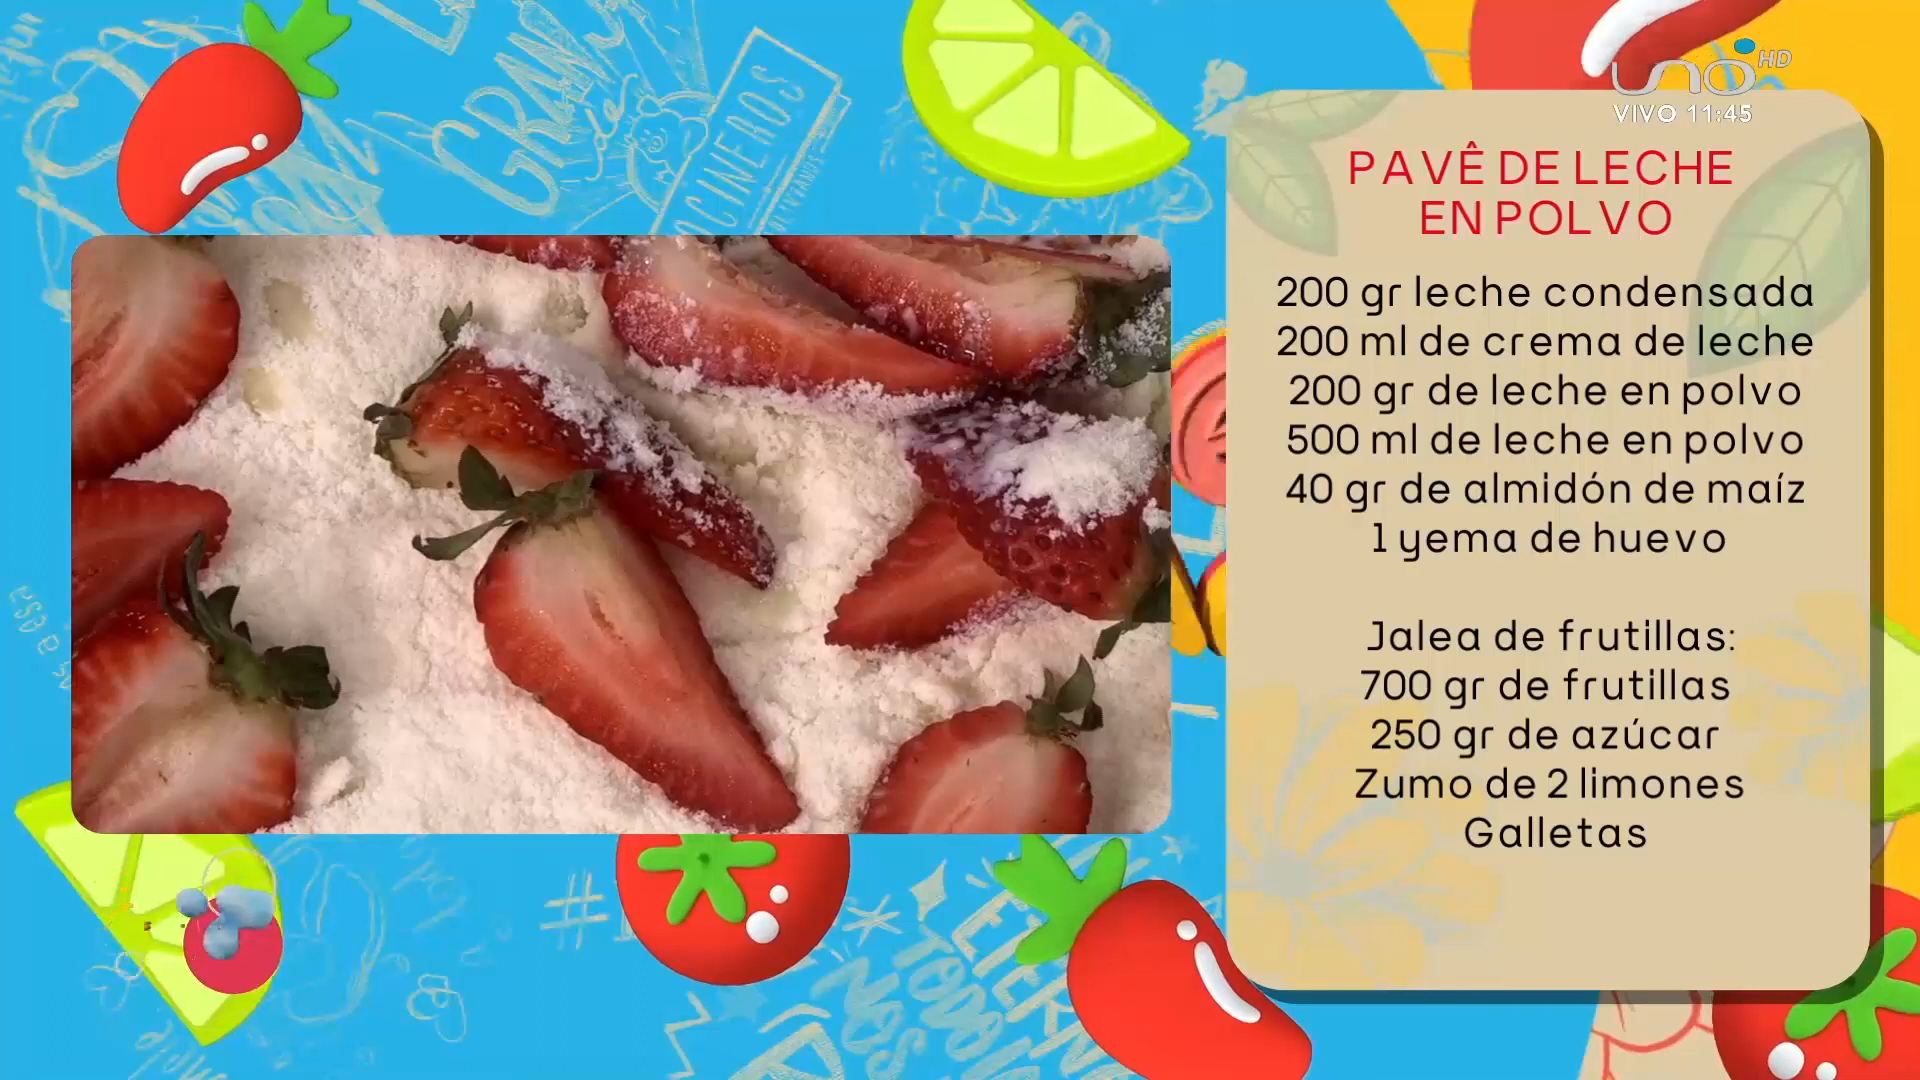 GRAN
de
COCINEROS
UNO HD
VIVO 11:45
PAVÊ DE LECHE
EN POLVO
200 gr leche condensada
200 ml de crema de leche
200 gr de leche en polvo
500 ml de leche en polvo
40 gr de almidón de maíz
1 yema de huevo
Jalea de frutillas:
700 gr de frutillas
250 gr de azúcar
Zumo de 2 limones
Galletas
#